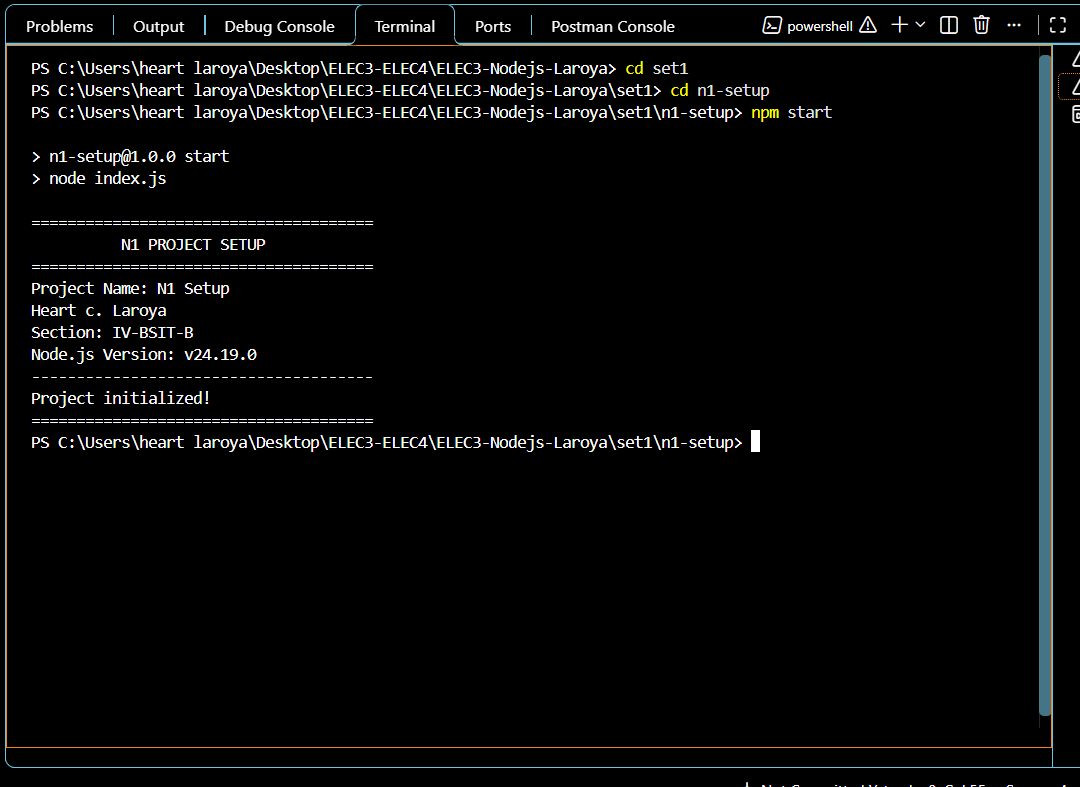 Problems Output Debug Console Terminal Ports Postman Console powershell
PS C:\Users\heart laroya\Desktop\ELEC3-ELEC4\ELEC3-Nodejs-Laroya> cd set1
PS C:\Users\heart laroya\Desktop\ELEC3-ELEC4\ELEC3-Nodejs-Laroya\set1> cd n1-setup
PS C:\Users\heart laroya\Desktop\ELEC3-ELEC4\ELEC3-Nodejs-Laroya\set1\n1-setup> npm start
> n1-setup@1.0.0 start
> node index.js
======================================
N1 PROJECT SETUP
======================================
Project Name: N1 Setup
Heart c. Laroya
Section: IV-BSIT-B
Node.js Version: v24.19.0
--------------------------------------
Project initialized!
======================================
PS C:\Users\heart laroya\Desktop\ELEC3-ELEC4\ELEC3-Nodejs-Laroya\set1\n1-setup>